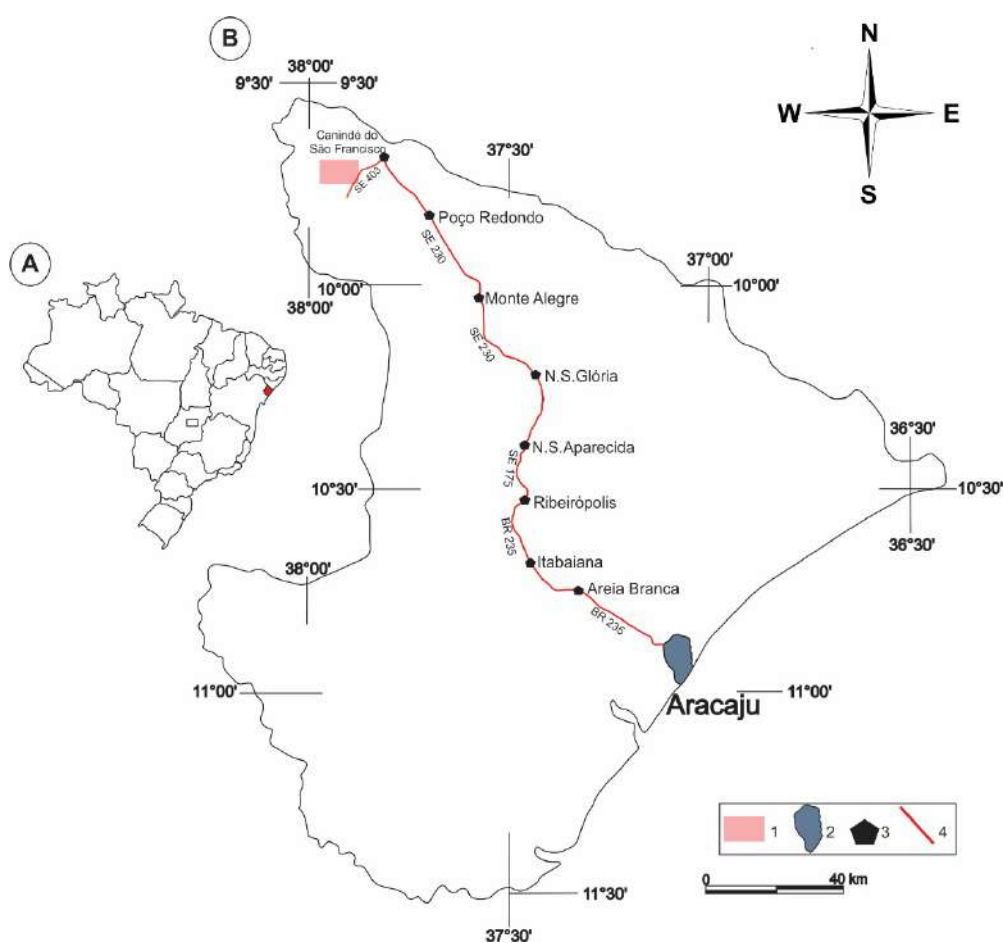 B
38°00'
9°30'
9°30'
N
W
E
S
Canindé do
São Francisco
SE 403
37°30'
Poço Redondo
SE 230
A
37°00'
10°00'
38°00'
10°00'
Monte Alegre
SE 230
N.S.Glória
N.S.Aparecida
SE 175
36°30'
10°30'
10°30'
36°30'
Ribeirópolis
BR 235
Itabaiana
38°00'
Areia Branca
BR 235
11°00'
11°00'
Aracaju
1
2
3
4
0
40 km
11°30'
37°30'